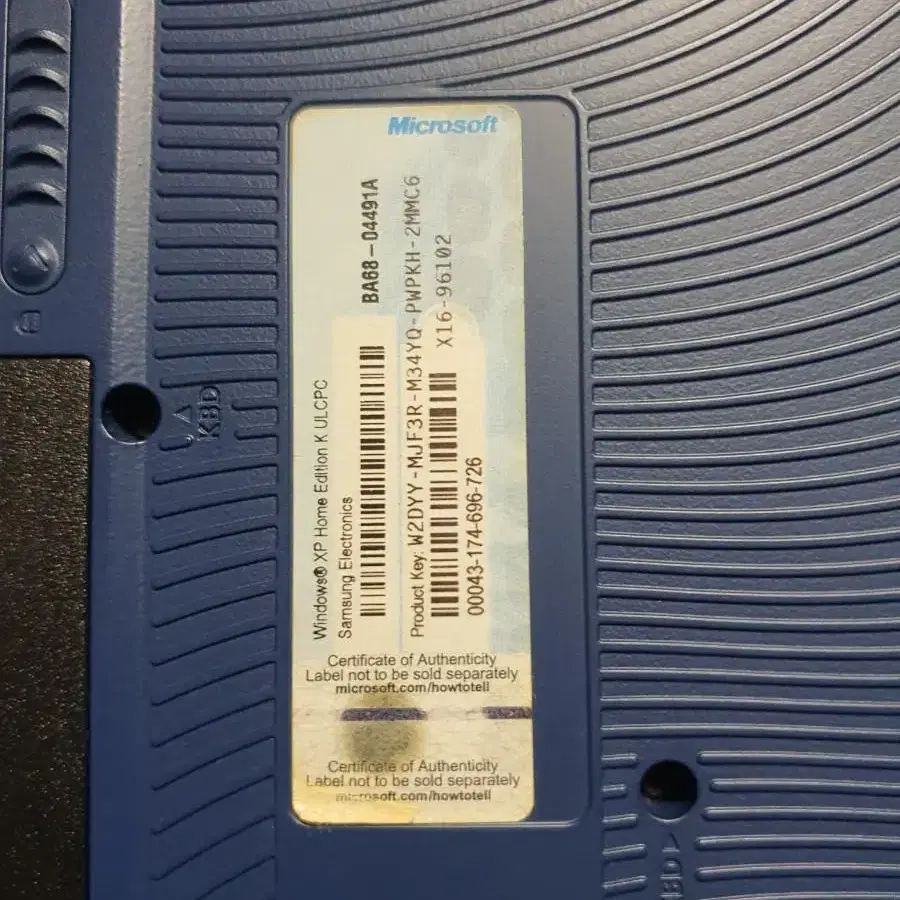 Microsoft
Windows® XP Home Edition K ULCPC
Samsung Electronics
BA68-04491A
Product Key: W2DYY-MJF3R-M34YQ-PWPKH-2MMC6
X16-96102
00043-174-696-726
Certificate of Authenticity
Label not to be sold separately
microsoft.com/howtotell
Certificate of Authenticity
Label not to be sold separately
microsoft.com/howtotell
KBD